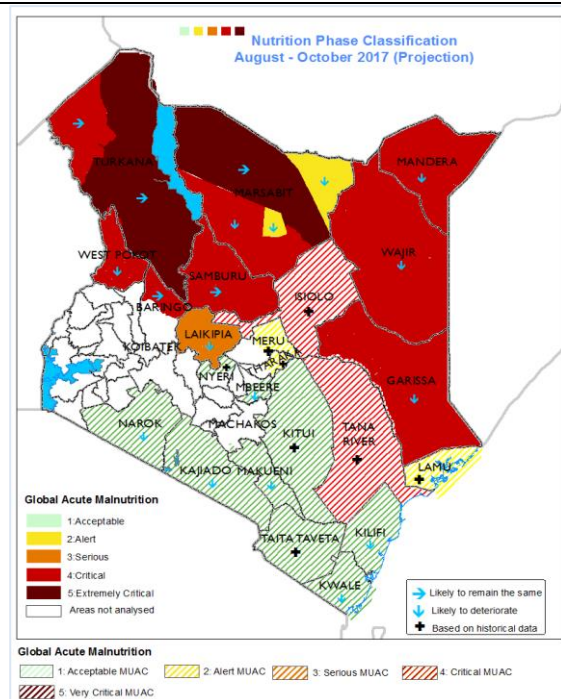 Nutrition Phase Classification
August - October 2017 (Projection)
TURKANA
MARSABIT
MANDERA
WAJIR
WEST POKOT
SAMBURU
BARINGO
ISIOLO
LAIKIPIA
MERU
KOIBATEK
THARAKA
NYERI
MBEERE
GARISSA
MACHAKOS
NAROK
KITUI
TANA
RIVER
KAJIADO
MAKUENI
LAMU
TAITA TAVETA
KILIFI
KWALE
Global Acute Malnutrition
1:Acceptable
2:Alert
3:Serious
4:Critical
5:Extremely Critical
Areas not analysed
Likely to remain the same
Likely to deteriorate
Based on historical data
Global Acute Malnutrition
1: Acceptable MUAC
2: Alert MUAC
3: Serious MUAC
4: Critical MUAC
5: Very Critical MUAC